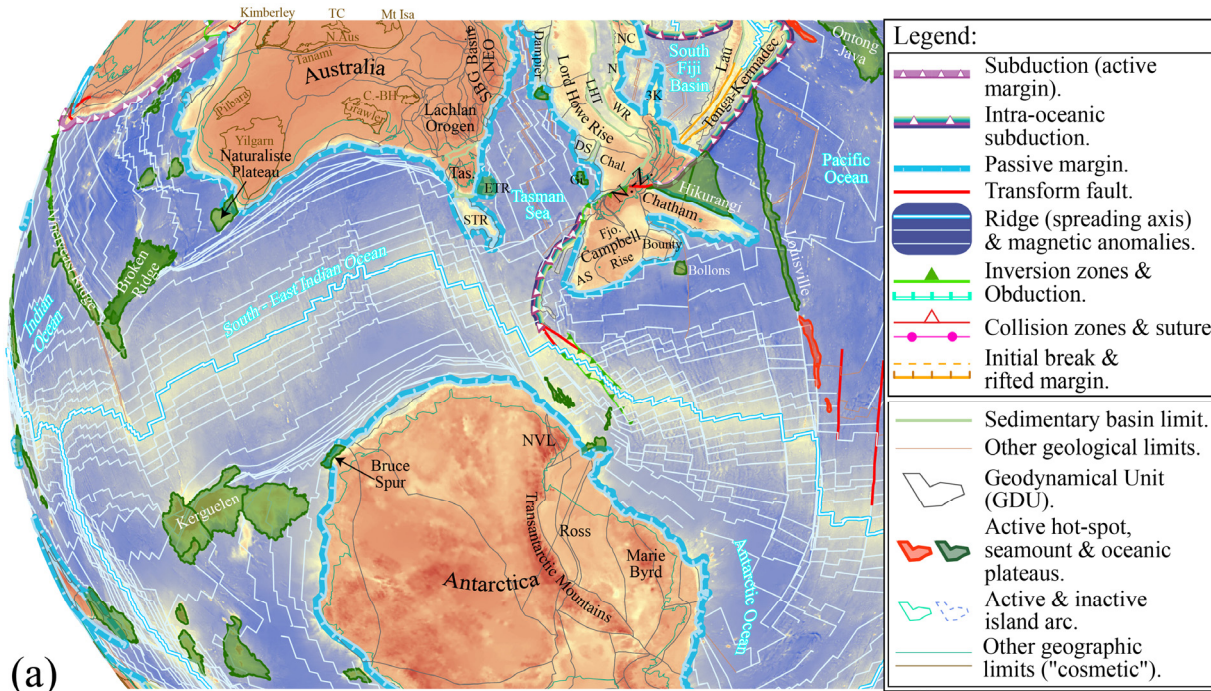 Kimberley
TC
Mt Isa
N.Aus
Tanami
Australia
Pilbara
C.-BH
Gawler
Yilgarn
Naturaliste
Plateau
Lachlan
Orogen
SBG Basins
NEO
Tas.
ETR
STR
Dampier
Lord Howe Rise
LHT
NC
N
WR
3K
DS
Chal.
GL
South
Fiji
Basin
Lau
Tonga-Kermadec
Ontong
-Java
Pacific
Ocean
Tasman
Sea
N. Z.
Hikurangi
Chatham
Fjo.
Campbell
Rise
Bounty
AS
Bollons
Louisville
Ninetyeast Ridge
Broken
Ridge
Indian
Ocean
South - East Indian Ocean
Kerguelen
Bruce
Spur
NVL
Transantarctic Mountains
Ross
Marie
Byrd
Antarctica
Antarctic Ocean
(a)
Legend:
Subduction (active
margin).
Intra-oceanic
subduction.
Passive margin.
Transform fault.
Ridge (spreading axis)
& magnetic anomalies.
Inversion zones &
Obduction.
Collision zones & suture
Initial break &
rifted margin.
Sedimentary basin limit.
Other geological limits.
Geodynamical Unit
(GDU).
Active hot-spot,
seamount & oceanic
plateaus.
Active & inactive
island arc.
Other geographic
limits ("cosmetic").